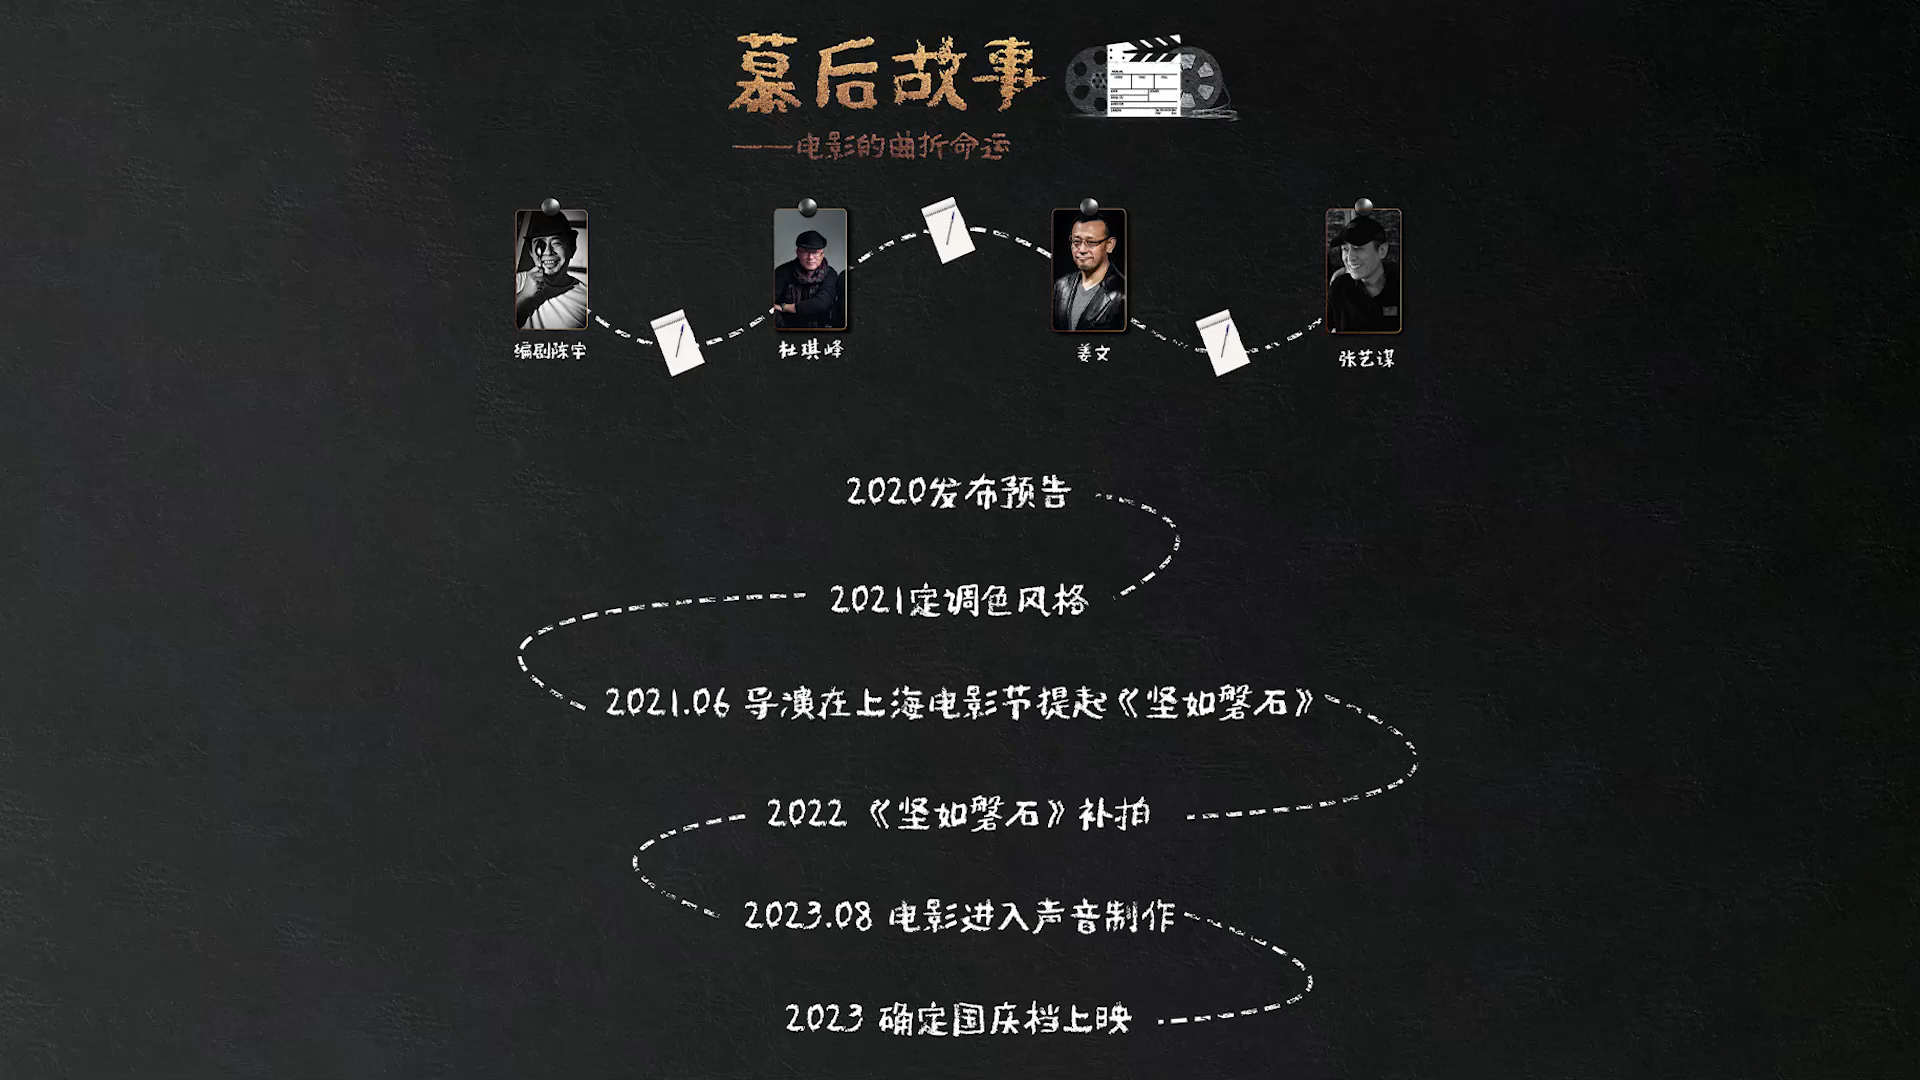 幕后故事
——电影的曲折命运
编剧陈宇
杜琪峰
姜文
张艺谋
2020发布预告
2021定调色风格
2021.06 导演在上海电影节提起《坚如磐石》
2022 《坚如磐石》补拍
2023.08 电影进入声音制作
2023 确定国庆档上映